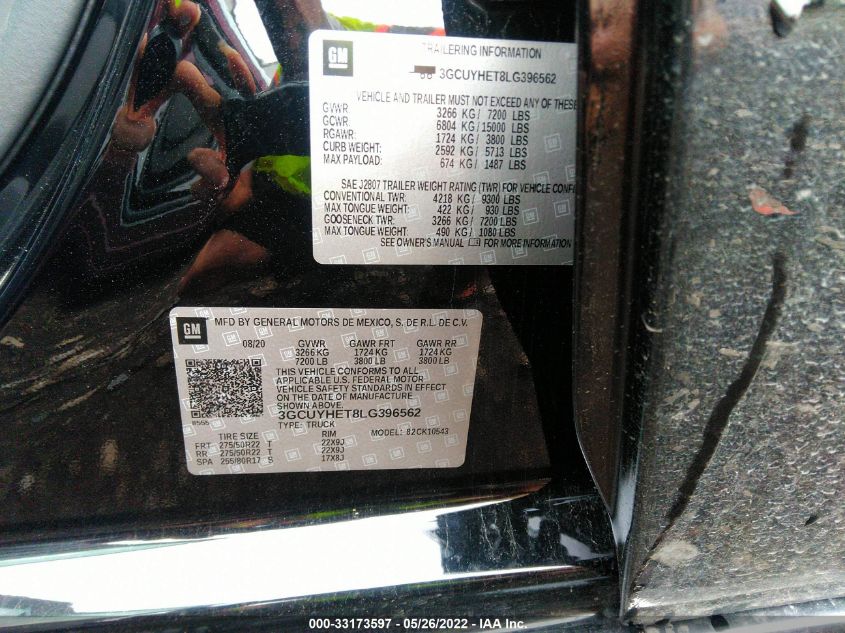 GM
TRAILERING INFORMATION
3GCUYHET8LG396562
VEHICLE AND TRAILER MUST NOT EXCEED ANY OF THESE
GVWR: 3266 KG / 7200 LBS
GCWR: 6804 KG / 15000 LBS
RGAWR: 1724 KG / 3800 LBS
CURB WEIGHT: 2592 KG / 5713 LBS
MAX PAYLOAD: 674 KG / 1487 LBS
SAE J2807 TRAILER WEIGHT RATING (TWR) FOR VEHICLE CONFI
CONVENTIONAL TWR: 4218 KG / 9300 LBS
MAX TONGUE WEIGHT: 422 KG / 930 LBS
GOOSENECK TWR: 3266 KG / 7200 LBS
MAX TONGUE WEIGHT: 490 KG / 1080 LBS
SEE OWNER'S MANUAL FOR MORE INFORMATION
GM
MFD BY GENERAL MOTORS DE MEXICO, S. DE R.L. DE C.V.
08/20 GVWR GAWR FRT GAWR RR
3266 KG 1724 KG 1724 KG
7200 LB 3800 LB 3800 LB
THIS VEHICLE CONFORMS TO ALL
APPLICABLE U.S. FEDERAL MOTOR
VEHICLE SAFETY STANDARDS IN EFFECT
ON THE DATE OF MANUFACTURE
SHOWN ABOVE.
3GCUYHET8LG396562
TYPE: TRUCK MODEL: 82CK10543
TIRE SIZE RIM
FRT 275/50R22 T 22X9J
RR 275/50R22 T 22X9J
SPA 255/80R17 S 17X8J
000-33173597 - 05/26/2022 - IAA Inc.